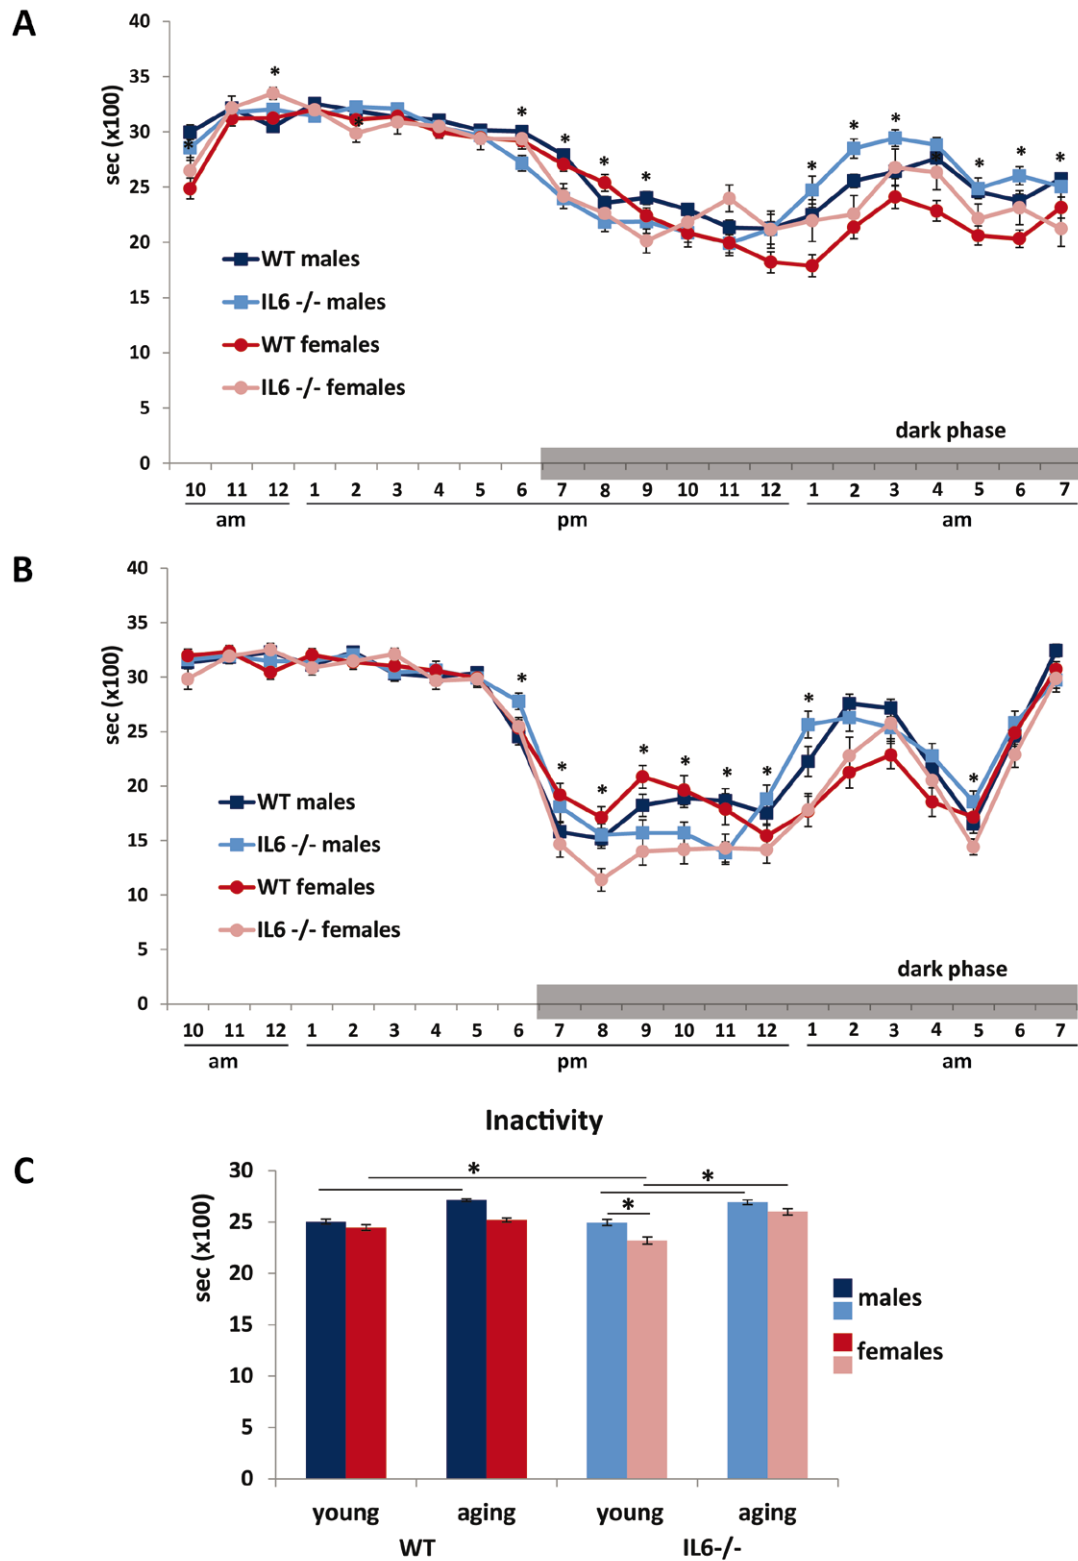 A
40
35
30
25
20
15
10
5
0
sec (x100)
*
*
*
*
*
*
*
*
*
*
*
*
*
*
WT males
IL6 -/- males
WT females
IL6 -/- females
dark phase
10 11 12 1 2 3 4 5 6 7 8 9 10 11 12 1 2 3 4 5 6 7
am pm am
B
40
35
30
25
20
15
10
5
0
sec (x100)
*
*
*
*
*
*
*
*
*
WT males
IL6 -/- males
WT females
IL6 -/- females
dark phase
10 11 12 1 2 3 4 5 6 7 8 9 10 11 12 1 2 3 4 5 6 7
am pm am
Inactivity
C
30
25
20
15
10
5
0
sec (x100)
* *
*
males
females
young aging young aging
WT IL6-/-